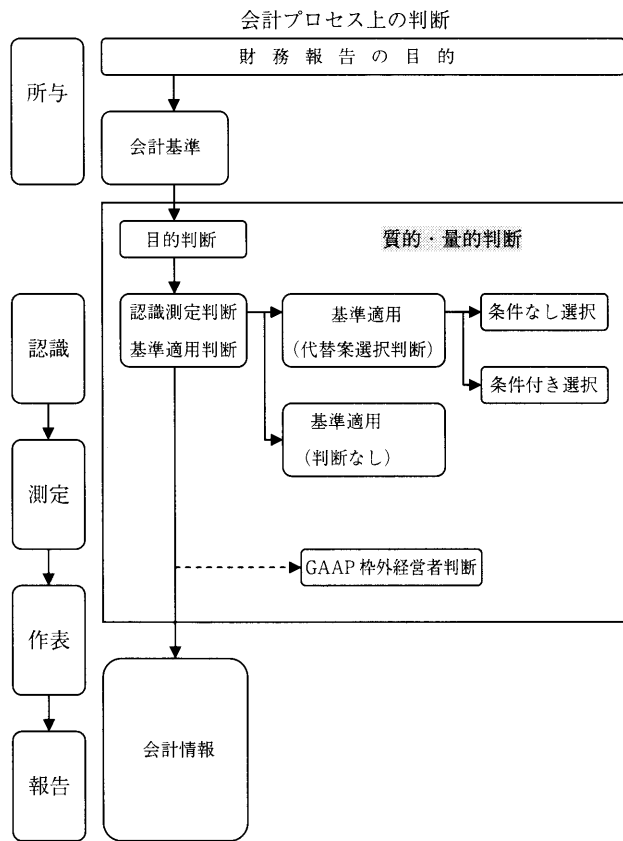 会計プロセス上の判断
所与
財務報告の目的
会計基準
目的判断
質的・量的判断
認識
認識測定判断
基準適用判断
基準適用
(代替案選択判断)
条件なし選択
条件付き選択
基準適用
(判断なし)
測定
GAAP 枠外経営者判断
作表
会計情報
報告